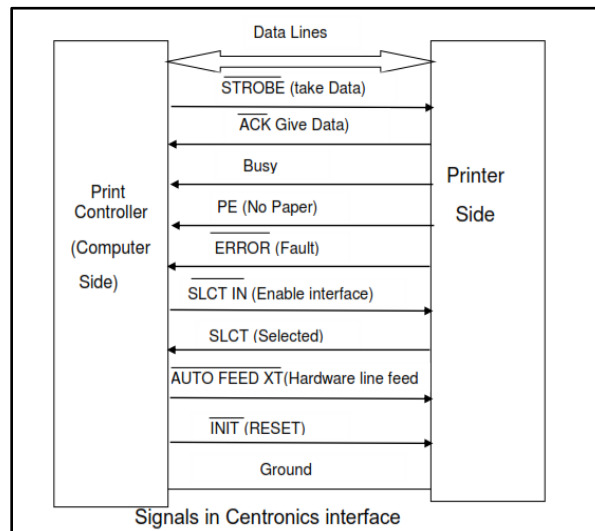 Data Lines
STROBE (take Data)
ACK Give Data)
Busy
PE (No Paper)
ERROR (Fault)
SLCT IN (Enable interface)
SLCT (Selected)
AUTO FEED XT(Hardware line feed
INIT (RESET)
Ground
Print
Controller
(Computer
Side)
Printer
Side
Signals in Centronics interface